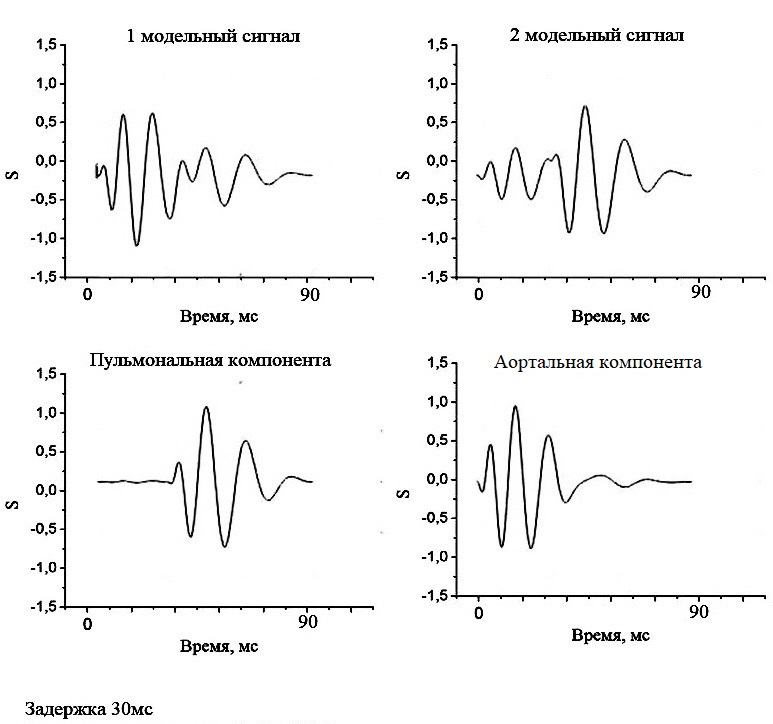 1 модельный сигнал
1,5
1,0
0,5
0,0
-0,5
-1,0
-1,5
S
0
90
Время, мс
2 модельный сигнал
1,5
1,0
0,5
0,0
-0,5
-1,0
-1,5
S
0
90
Время, мс
Пульмональная компонента
1,5
1,0
0,5
0,0
-0,5
-1,0
-1,5
S
0
90
Время, мс
Аортальная компонента
1,5
1,0
0,5
0,0
-0,5
-1,0
-1,5
S
0
90
Время, мс
Задержка 30мс